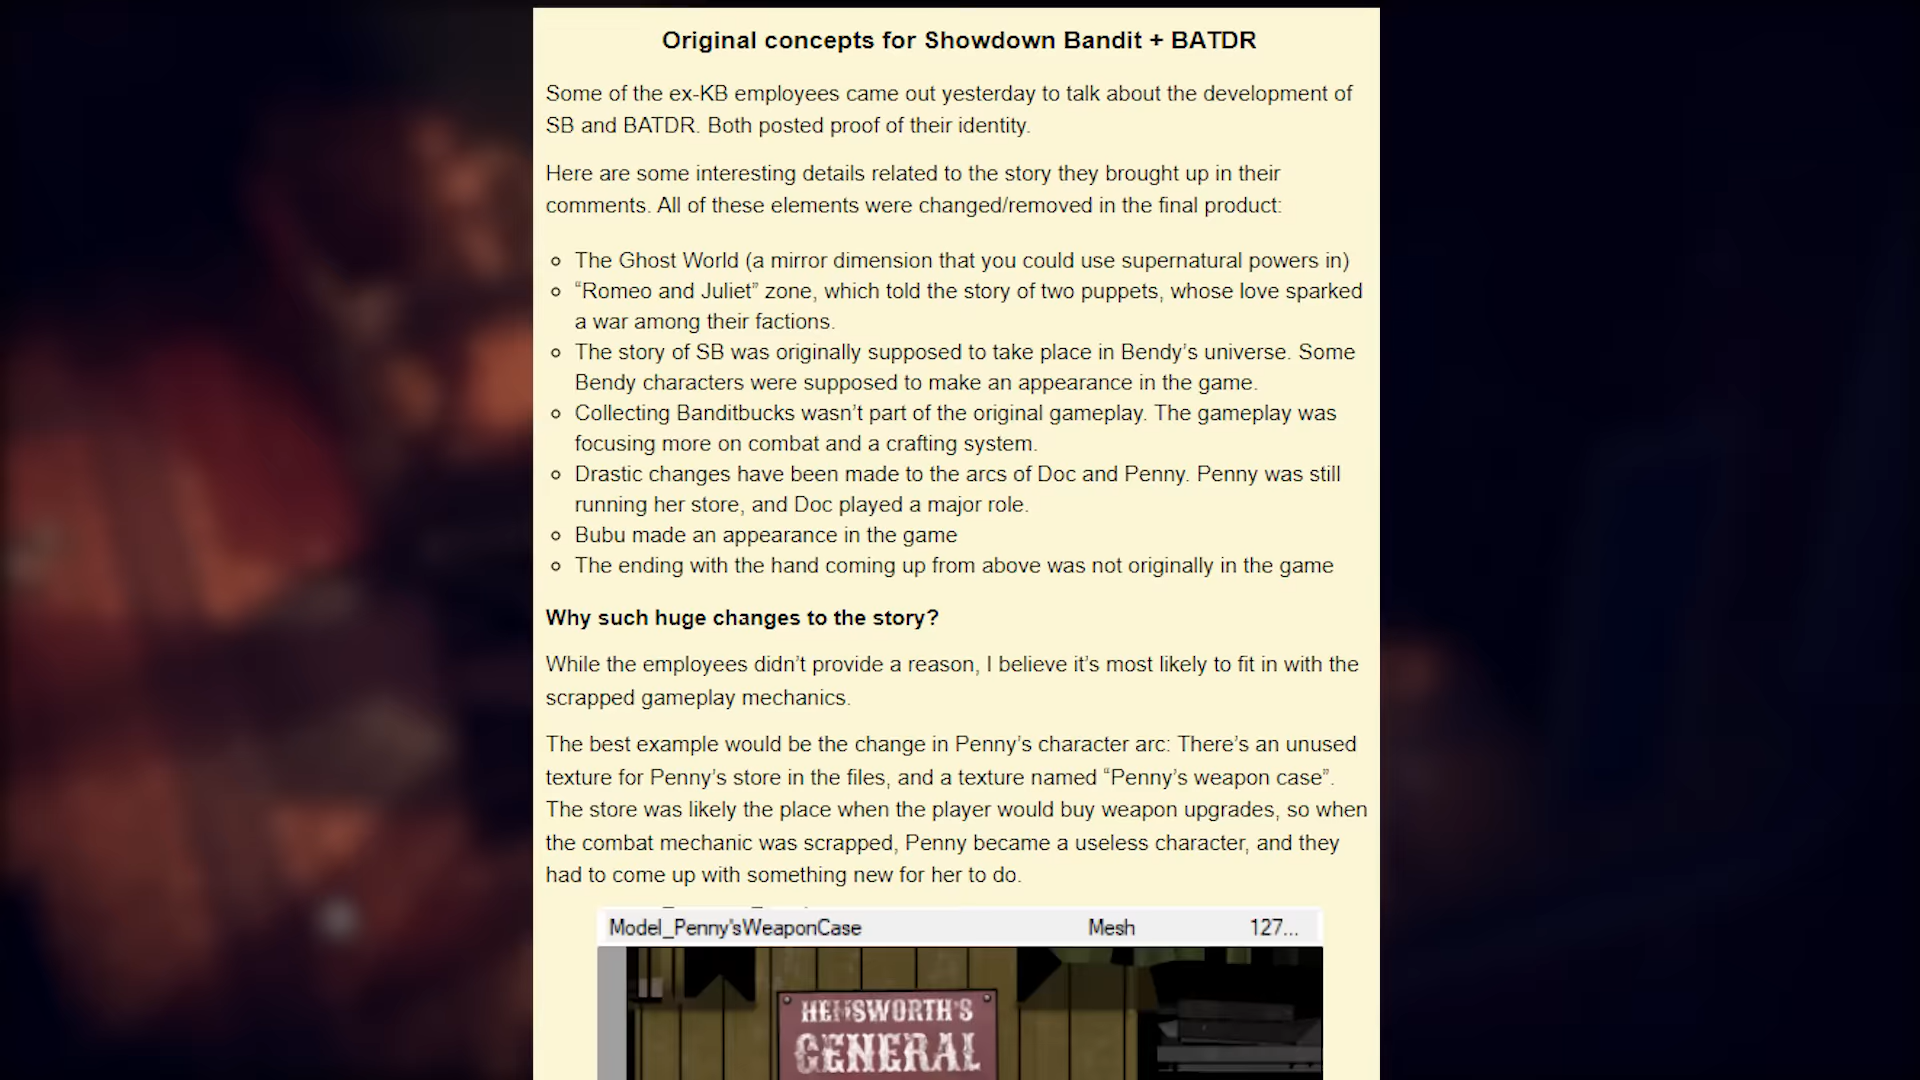 Original concepts for Showdown Bandit + BATDR
Some of the ex-KB employees came out yesterday to talk about the development of
SB and BATDR. Both posted proof of their identity.
Here are some interesting details related to the story they brought up in their
comments. All of these elements were changed/removed in the final product:
The Ghost World (a mirror dimension that you could use supernatural powers in)
“Romeo and Juliet” zone, which told the story of two puppets, whose love sparked
a war among their factions.
The story of SB was originally supposed to take place in Bendy’s universe. Some
Bendy characters were supposed to make an appearance in the game.
Collecting Banditbucks wasn’t part of the original gameplay. The gameplay was
focusing more on combat and a crafting system.
Drastic changes have been made to the arcs of Doc and Penny. Penny was still
running her store, and Doc played a major role.
Bubu made an appearance in the game
The ending with the hand coming up from above was not originally in the game
Why such huge changes to the story?
While the employees didn’t provide a reason, I believe it’s most likely to fit in with the
scrapped gameplay mechanics.
The best example would be the change in Penny’s character arc: There’s an unused
texture for Penny’s store in the files, and a texture named “Penny’s weapon case”.
The store was likely the place when the player would buy weapon upgrades, so when
the combat mechanic was scrapped, Penny became a useless character, and they
had to come up with something new for her to do.
Model_Penny'sWeaponCase Mesh 127...
HEMSWORTH'S
GENERAL